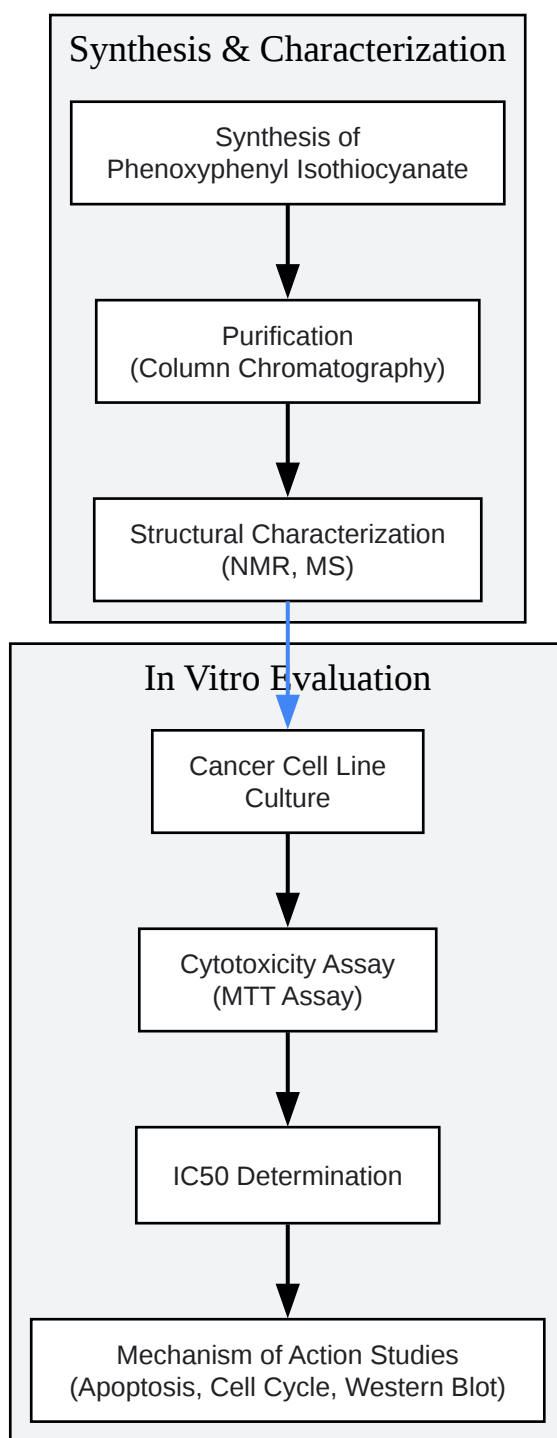 Synthesis & Characterization
Synthesis of
Phenoxyphenyl Isothiocyanate
Purification
(Column Chromatography)
Structural Characterization
(NMR, MS)
In Vitro Evaluation
Cancer Cell Line
Culture
Cytotoxicity Assay
(MTT Assay)
IC50 Determination
Mechanism of Action Studies
(Apoptosis, Cell Cycle, Western Blot)